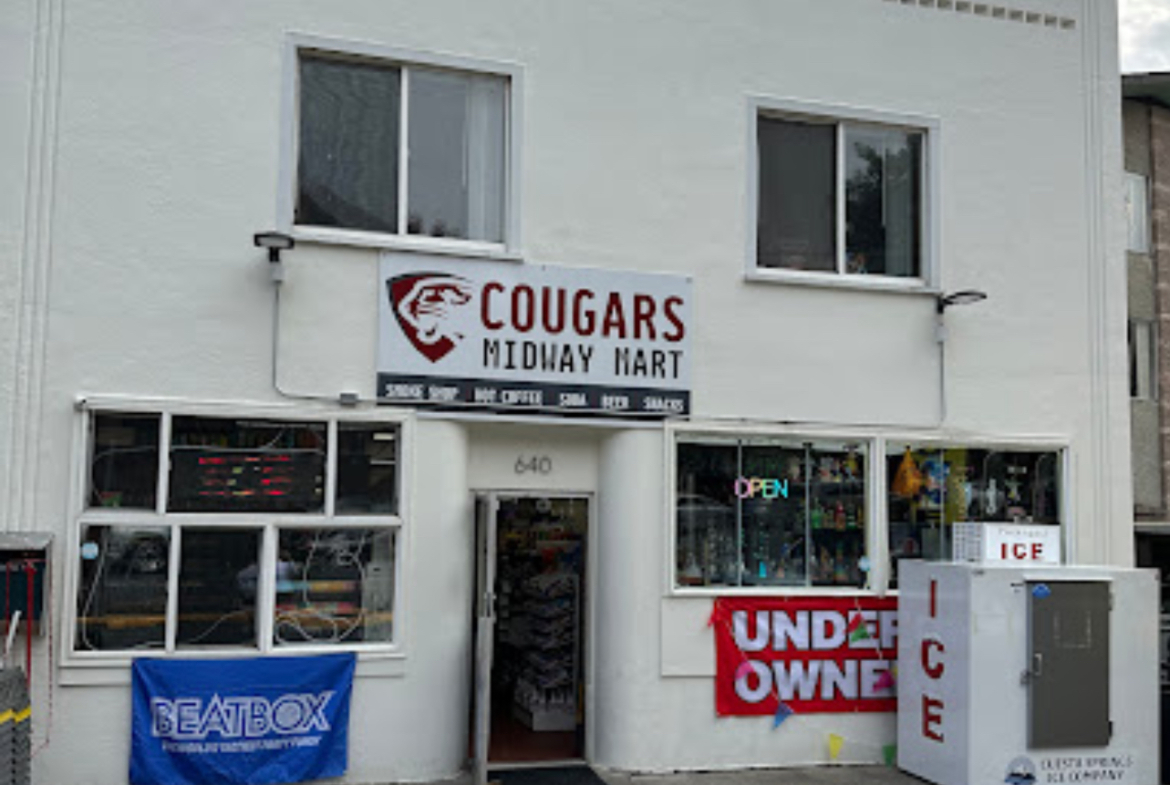 COUGARS
MIDWAY MART
SMOKE SHOP HOT COFFEE SODA BEER SNACKS
640
OPEN
ICE
UNDER
OWNE
ICE
BEATBOX
ICE COMPANY